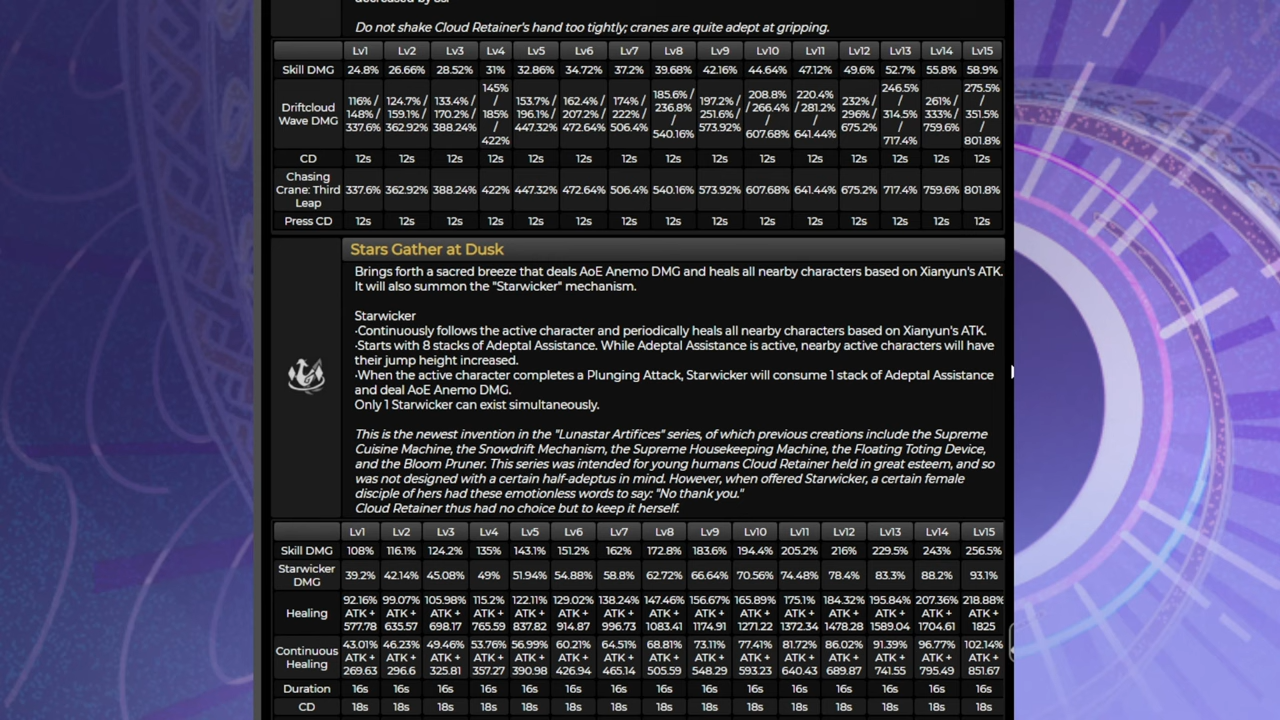 Do not shake Cloud Retainer's hand too tightly; cranes are quite adept at gripping.
Lv1 Lv2 Lv3 Lv4 Lv5 Lv6 Lv7 Lv8 Lv9 Lv10 Lv11 Lv12 Lv13 Lv14 Lv15
Skill DMG 24.8% 26.66% 28.52% 31% 32.86% 34.72% 37.2% 39.68% 42.16% 44.64% 47.12% 49.6% 52.7% 55.8% 58.9%
Driftcloud Wave DMG 116% / 148% / 337.6% 124.7% / 159.1% / 362.92% 133.4% / 170.2% / 388.24% 145% / 185% / 422% 153.7% / 196.1% / 447.32% 162.4% / 207.2% / 472.64% 174% / 222% / 506.4% 185.6% / 236.8% / 540.16% 197.2% / 251.6% / 573.92% 208.8% / 266.4% / 607.68% 220.4% / 281.2% / 641.44% 232% / 296% / 675.2% 246.5% / 314.5% / 717.4% 261% / 333% / 759.6% 275.5% / 351.5% / 801.8%
CD 12s 12s 12s 12s 12s 12s 12s 12s 12s 12s 12s 12s 12s 12s 12s
Chasing Crane: Third Leap 337.6% 362.92% 388.24% 422% 447.32% 472.64% 506.4% 540.16% 573.92% 607.68% 641.44% 675.2% 717.4% 759.6% 801.8%
Press CD 12s 12s 12s 12s 12s 12s 12s 12s 12s 12s 12s 12s 12s 12s 12s
Stars Gather at Dusk
Brings forth a sacred breeze that deals AoE Anemo DMG and heals all nearby characters based on Xianyun's ATK.
It will also summon the "Starwicker" mechanism.
Starwicker
·Continuously follows the active character and periodically heals all nearby characters based on Xianyun's ATK.
·Starts with 8 stacks of Adeptal Assistance. While Adeptal Assistance is active, nearby active characters will have
their jump height increased.
·When the active character completes a Plunging Attack, Starwicker will consume 1 stack of Adeptal Assistance
and deal AoE Anemo DMG.
Only 1 Starwicker can exist simultaneously.
This is the newest invention in the "Lunastar Artifices" series, of which previous creations include the Supreme
Cuisine Machine, the Snowdrift Mechanism, the Supreme Housekeeping Machine, the Floating Toting Device,
and the Bloom Pruner. This series was intended for young humans Cloud Retainer held in great esteem, and so
was not designed with a certain half-adeptus in mind. However, when offered Starwicker, a certain female
disciple of hers had these emotionless words to say: "No thank you."
Cloud Retainer thus had no choice but to keep it herself.
Lv1 Lv2 Lv3 Lv4 Lv5 Lv6 Lv7 Lv8 Lv9 Lv10 Lv11 Lv12 Lv13 Lv14 Lv15
Skill DMG 108% 116.1% 124.2% 135% 143.1% 151.2% 162% 172.8% 183.6% 194.4% 205.2% 216% 229.5% 243% 256.5%
Starwicker DMG 39.2% 42.14% 45.08% 49% 51.94% 54.88% 58.8% 62.72% 66.64% 70.56% 74.48% 78.4% 83.3% 88.2% 93.1%
Healing 92.16% ATK + 577.78 99.07% ATK + 635.57 105.98% ATK + 698.17 115.2% ATK + 765.59 122.11% ATK + 837.82 129.02% ATK + 914.87 138.24% ATK + 996.73 147.46% ATK + 1083.41 156.67% ATK + 1174.91 165.89% ATK + 1271.22 175.1% ATK + 1372.34 184.32% ATK + 1478.28 195.84% ATK + 1589.04 207.36% ATK + 1704.61 218.88% ATK + 1825
Continuous Healing 43.01% ATK + 269.63 46.23% ATK + 296.6 49.46% ATK + 325.81 53.76% ATK + 357.27 56.99% ATK + 390.98 60.21% ATK + 426.94 64.51% ATK + 465.14 68.81% ATK + 505.59 73.11% ATK + 548.29 77.41% ATK + 593.23 81.72% ATK + 640.43 86.02% ATK + 689.87 91.39% ATK + 741.55 96.77% ATK + 795.49 102.14% ATK + 851.67
Duration 16s 16s 16s 16s 16s 16s 16s 16s 16s 16s 16s 16s 16s 16s 16s
CD 18s 18s 18s 18s 18s 18s 18s 18s 18s 18s 18s 18s 18s 18s 18s